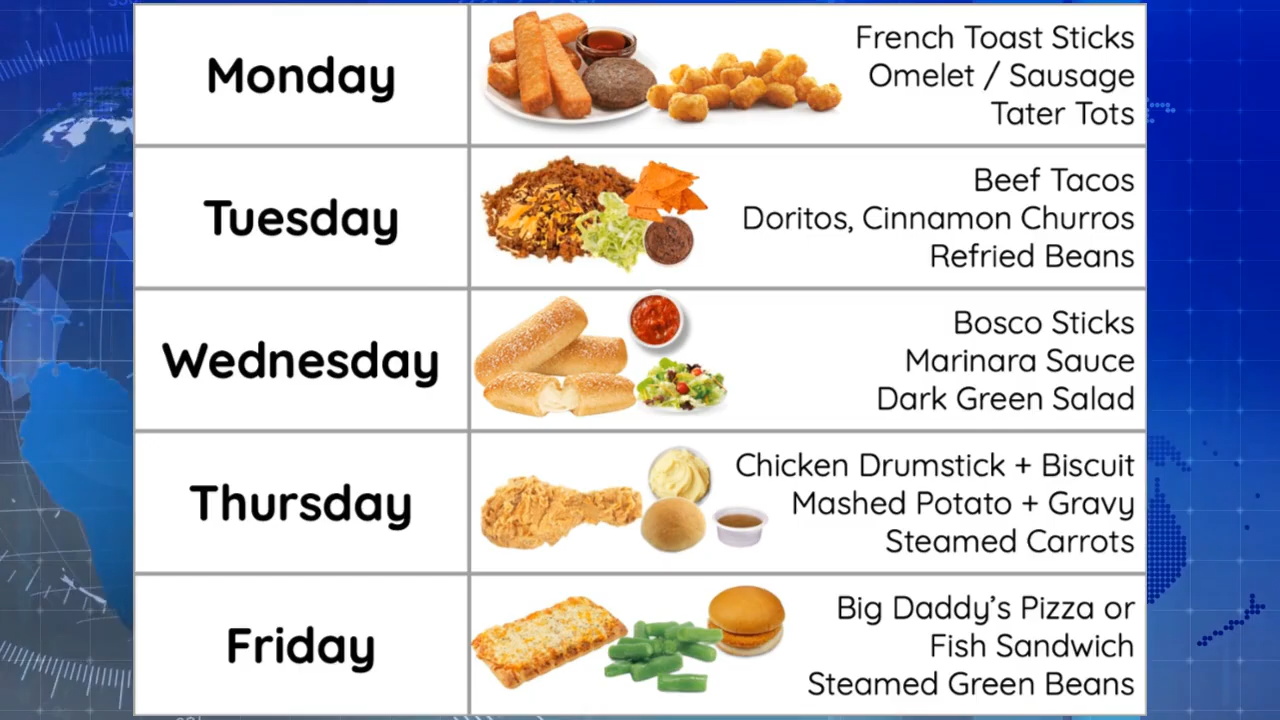 Monday
French Toast Sticks
Omelet / Sausage
Tater Tots
Tuesday
Beef Tacos
Doritos, Cinnamon Churros
Refried Beans
Wednesday
Bosco Sticks
Marinara Sauce
Dark Green Salad
Thursday
Chicken Drumstick + Biscuit
Mashed Potato + Gravy
Steamed Carrots
Friday
Big Daddy’s Pizza or
Fish Sandwich
Steamed Green Beans